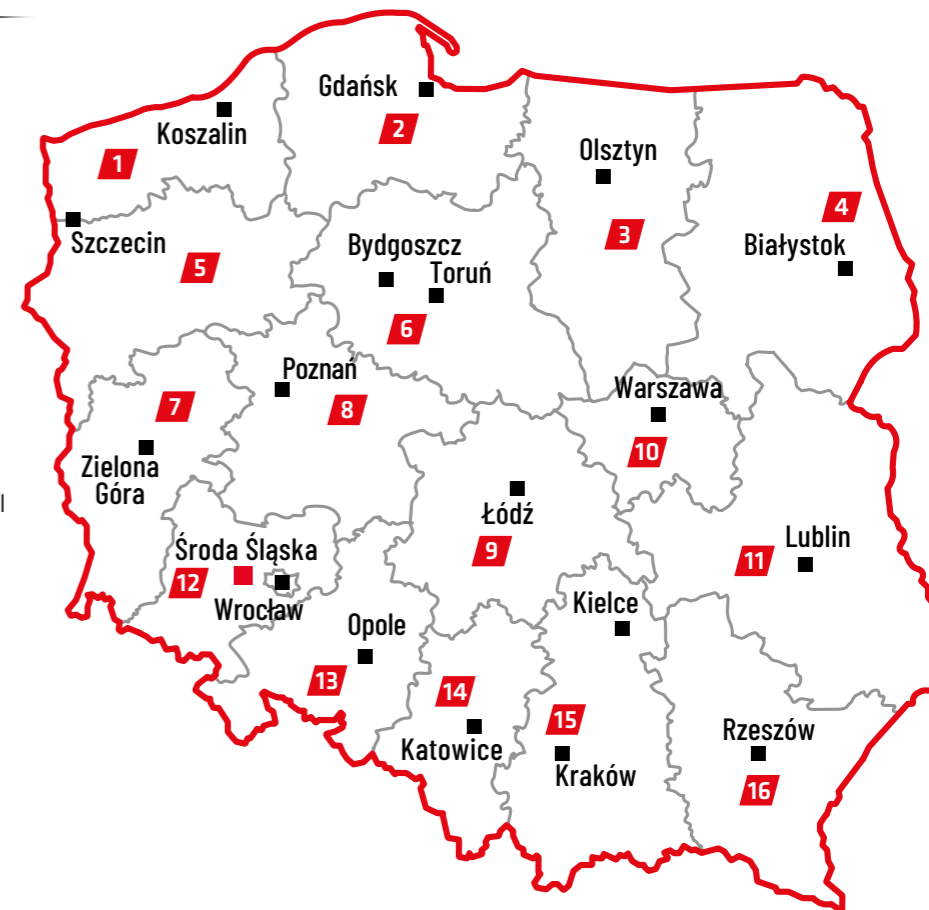 Gdańsk
2
Koszalin
1
Olsztyn
3
4
Szczecin
5
Bydgoszcz
Toruń
6
Białystok
7
Poznań
8
Warszawa
10
Zielona
Góra
Łódź
9
Środa Śląska
12
Wrocław
11
Lublin
Kielce
Opole
13
14
Katowice
15
Kraków
Rzeszów
16